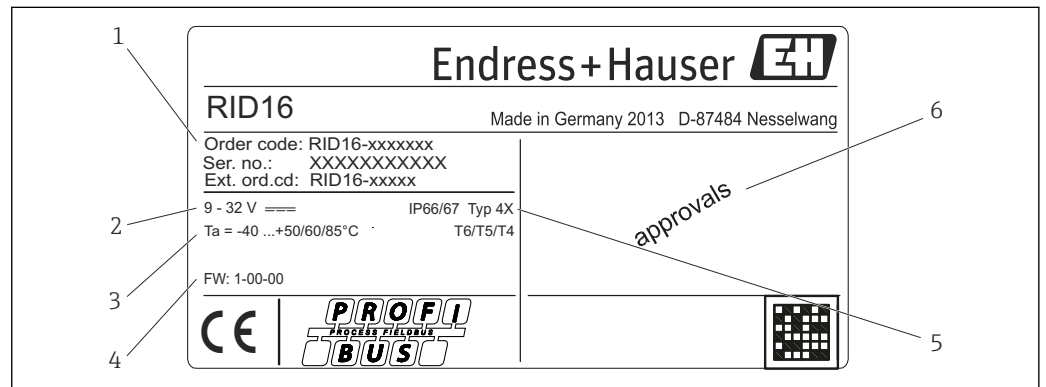 1
Endress+Hauser EH
RID16
Made in Germany 2013 D-87484 Nesselwang
6
Order code: RID16-xxxxxxx
Ser. no.: XXXXXXXXXXX
Ext. ord.cd: RID16-xxxxx
approvals
2
9 - 32 V
IP66/67 Typ 4X
Ta = -40 ...+50/60/85°C
T6/T5/T4
3
FW: 1-00-00
4
CE
PROFI
PROCESS FIELDBUS
BUS
5